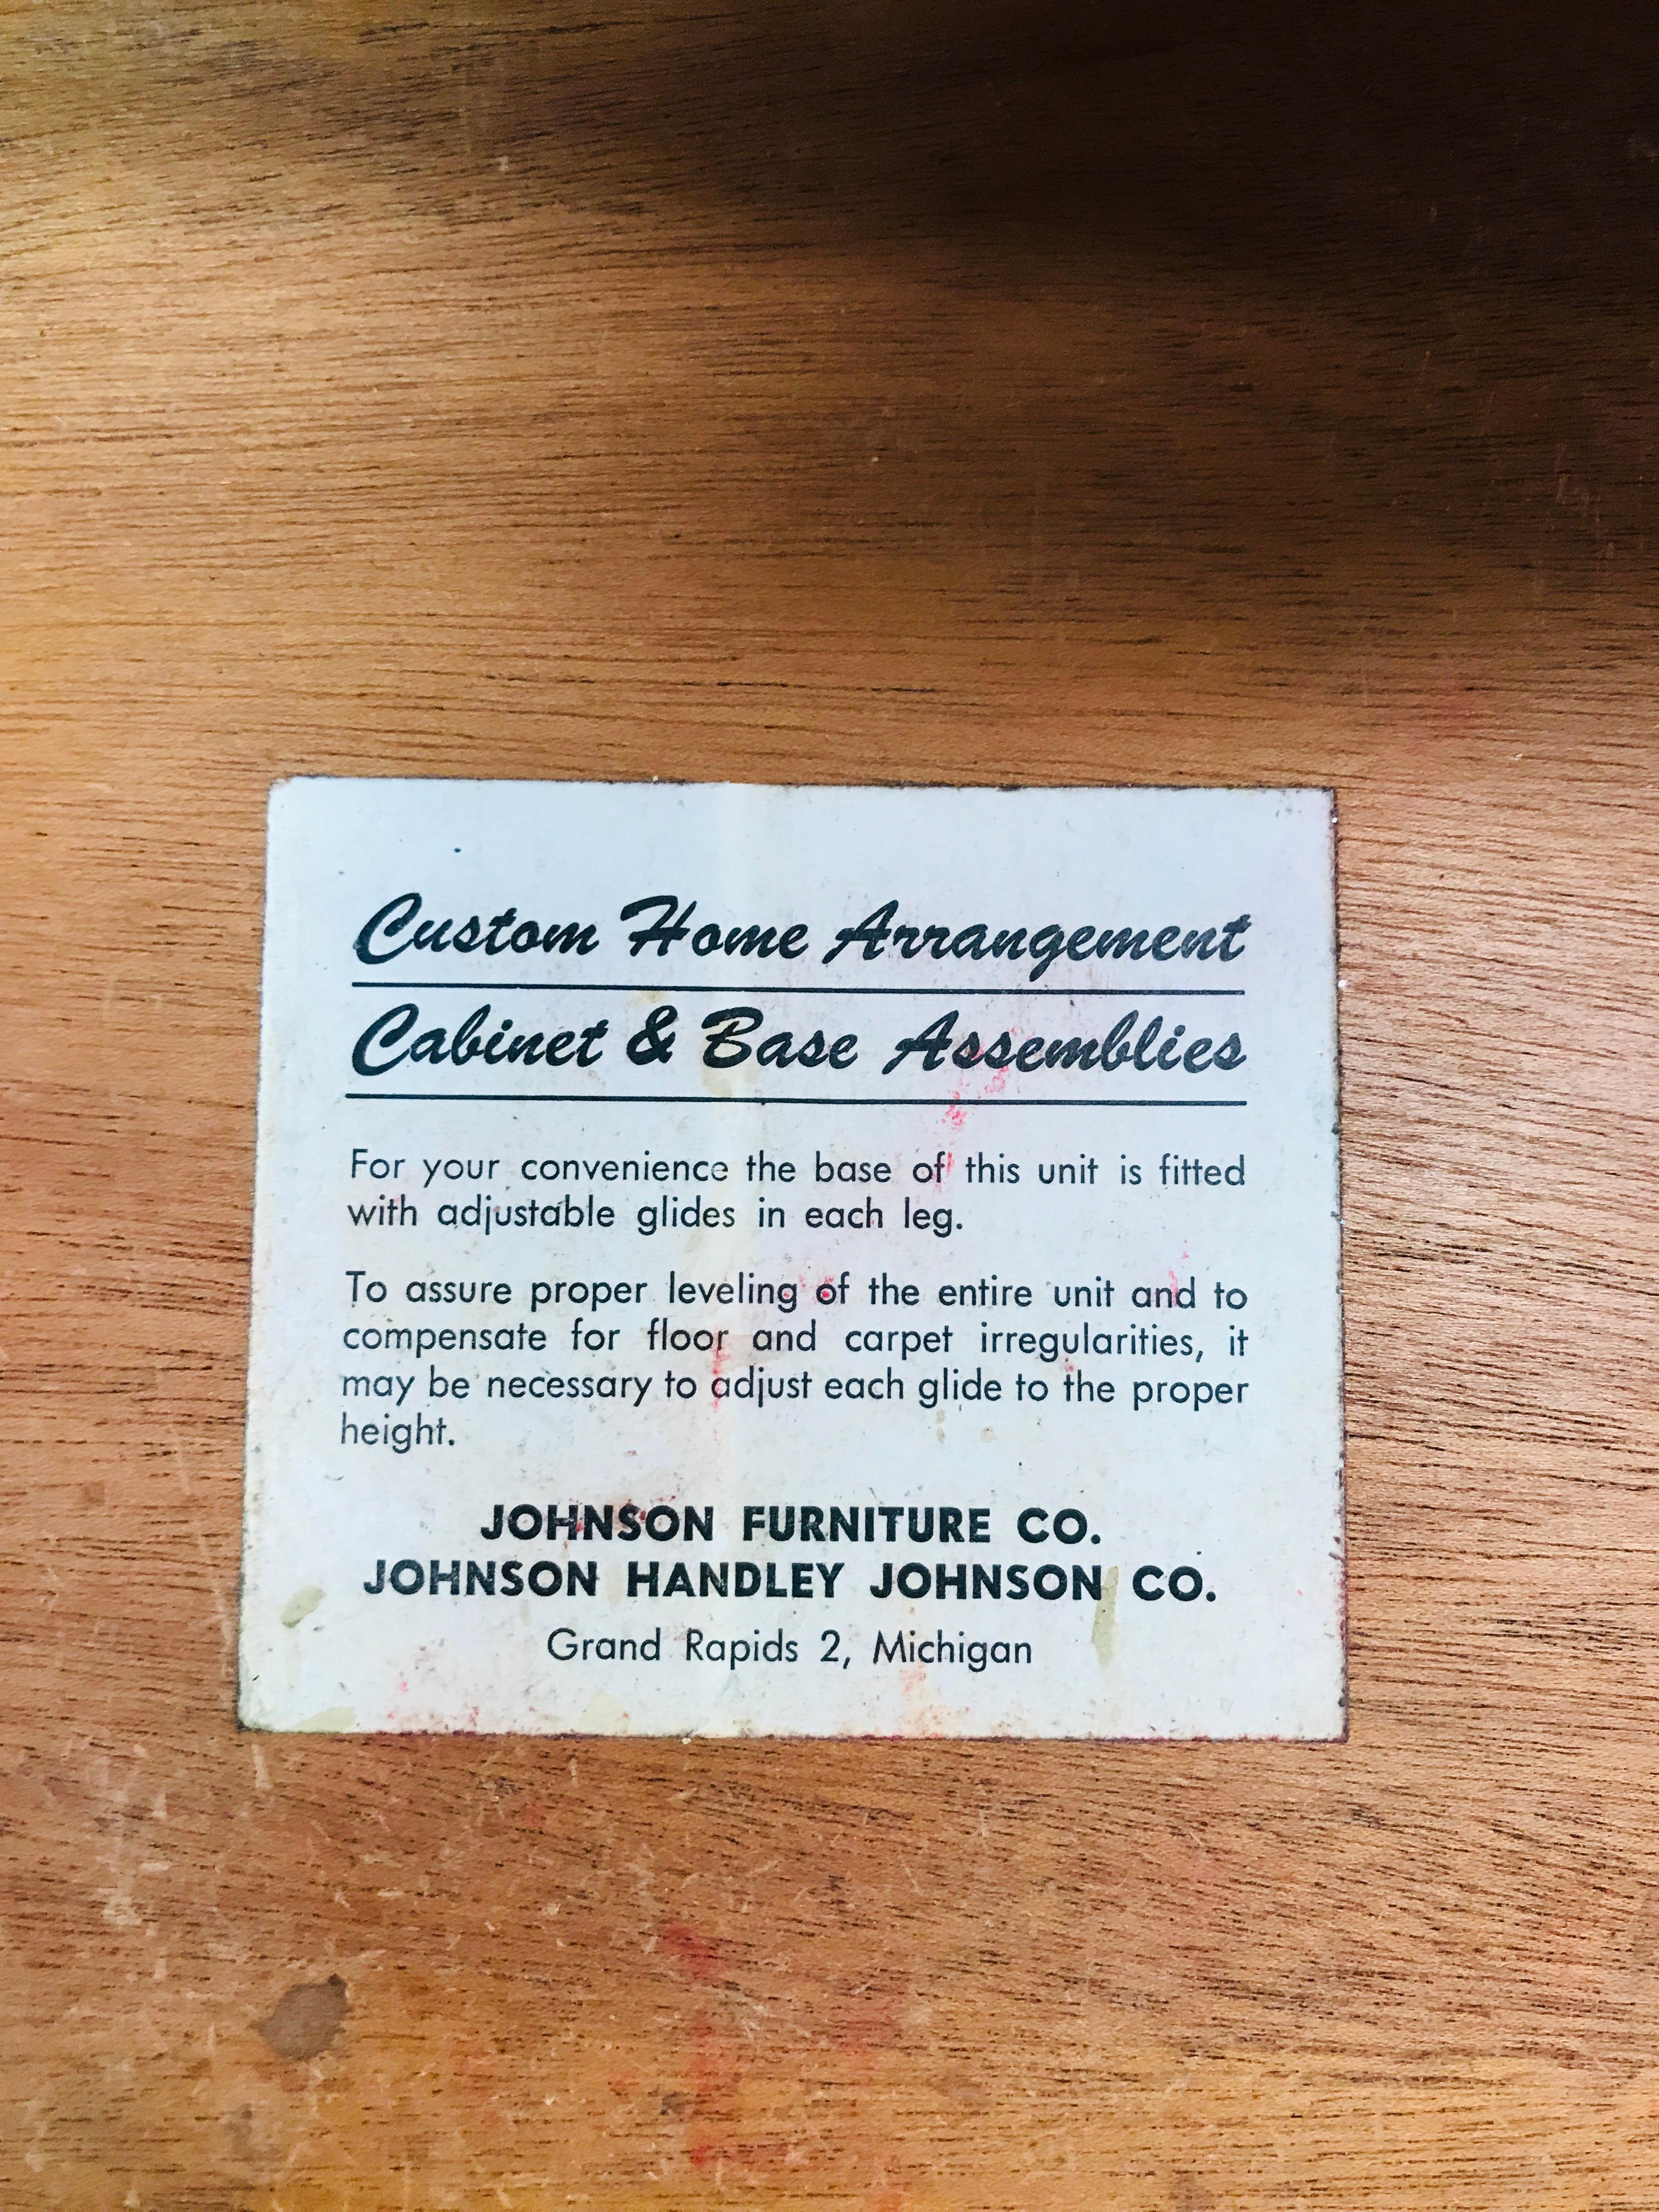 Custom Home Arrangement
Cabinet & Base Assemblies
For your convenience the base of this unit is fitted
with adjustable glides in each leg.
To assure proper leveling of the entire unit and to
compensate for floor and carpet irregularities, it
may be necessary to adjust each glide to the proper
height.
JOHNSON FURNITURE CO.
JOHNSON HANDLEY JOHNSON CO.
Grand Rapids 2, Michigan